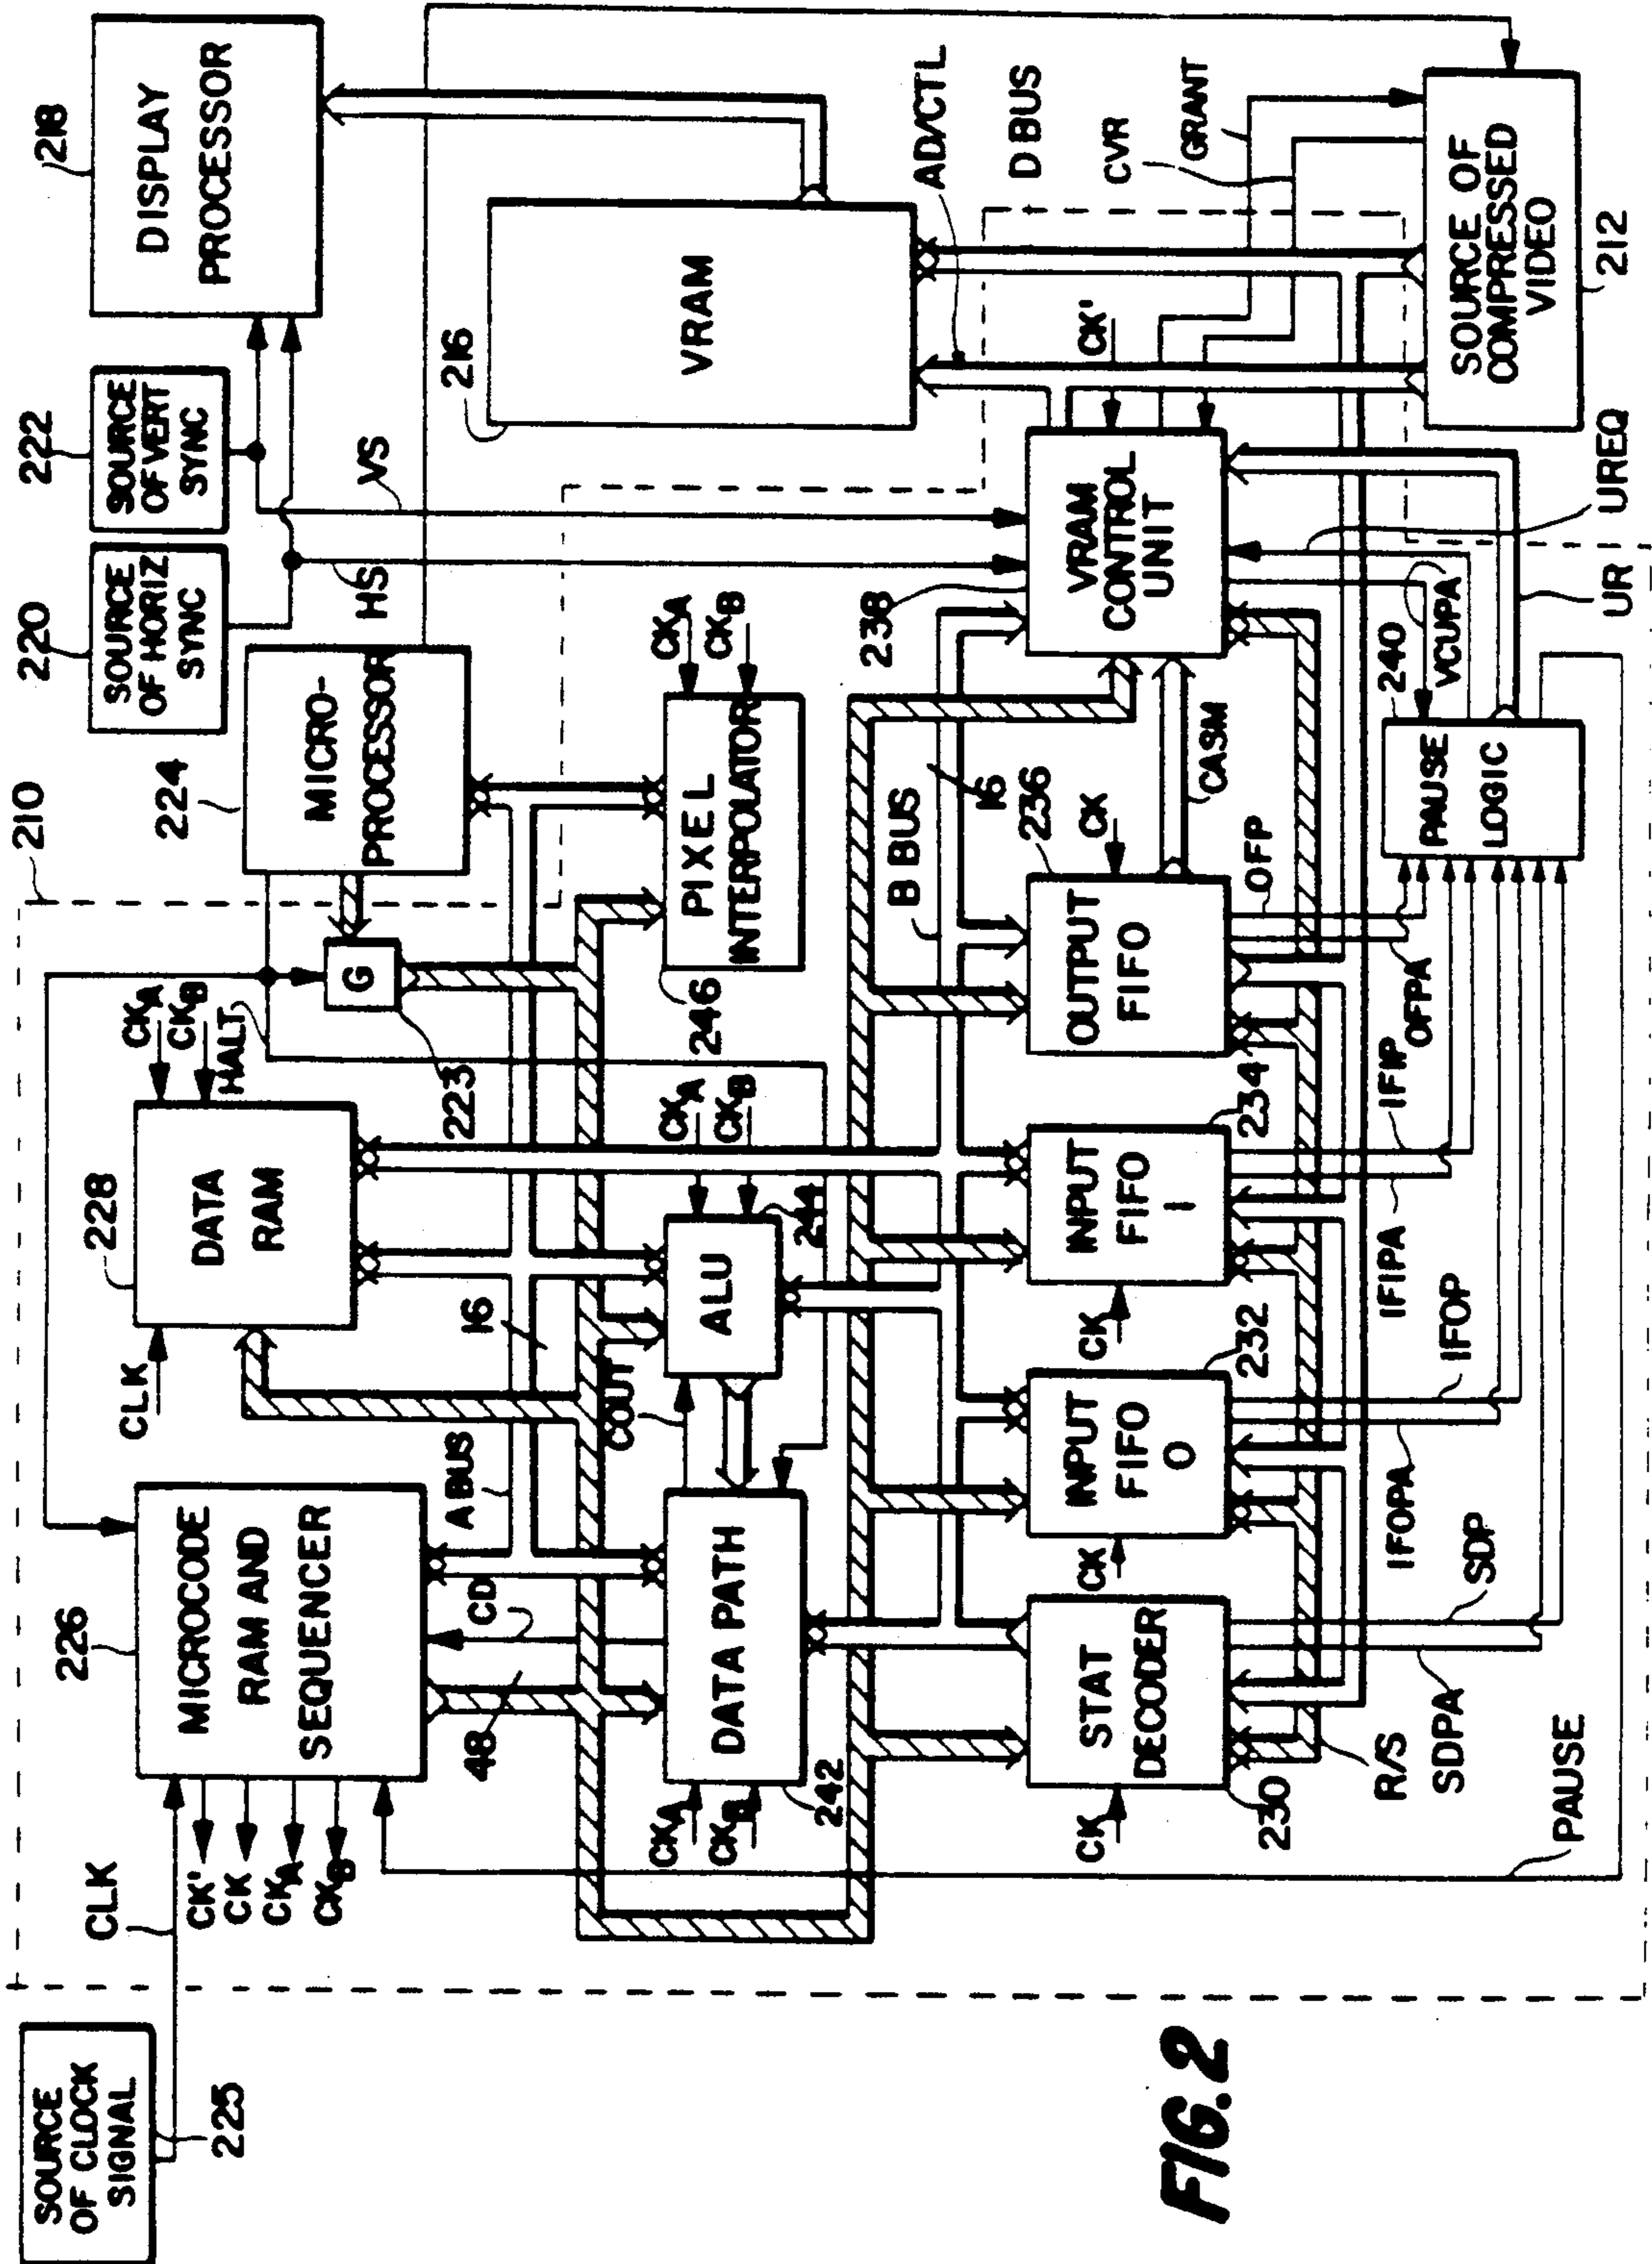 218
DISPLAY
PROCESSOR
222
SOURCE
OF VERT
SYNC
220
SOURCE
OF HORIZ
SYNC
VS
HS
216
VRAM
AD/CTL
D BUS
CVR
GRANT
CK'
SOURCE OF
COMPRESSED
VIDEO
212
210
224
MICRO-
PROCESSOR
G
223
CKA
CKB
HALT
CKA
CKB
PIXEL
INTERPOLATOR
246
228
DATA
RAM
CLK
16
A BUS
CKA
CKB
ALU
244
COUT
226
MICROCODE
RAM AND
SEQUENCER
CD
48
CLK
CK'
CK
CKA
CKB
DATA PATH
242
CKA
CKB
SOURCE
OF CLOCK
SIGNAL
225
238
VRAM
CONTROL
UNIT
B BUS
16
236
CK
OUTPUT
FIFO
CASM
234
INPUT
FIFO
1
CK
232
INPUT
FIFO
0
CK
STAT
DECODER
230
CK
OFP
OFPA
IFIP
IFIPA
IFOP
IFOPA
SDP
SDPA
R/S
PAUSE
240
PAUSE
LOGIC
VCUPA
UREQ
UR
FIG. 2